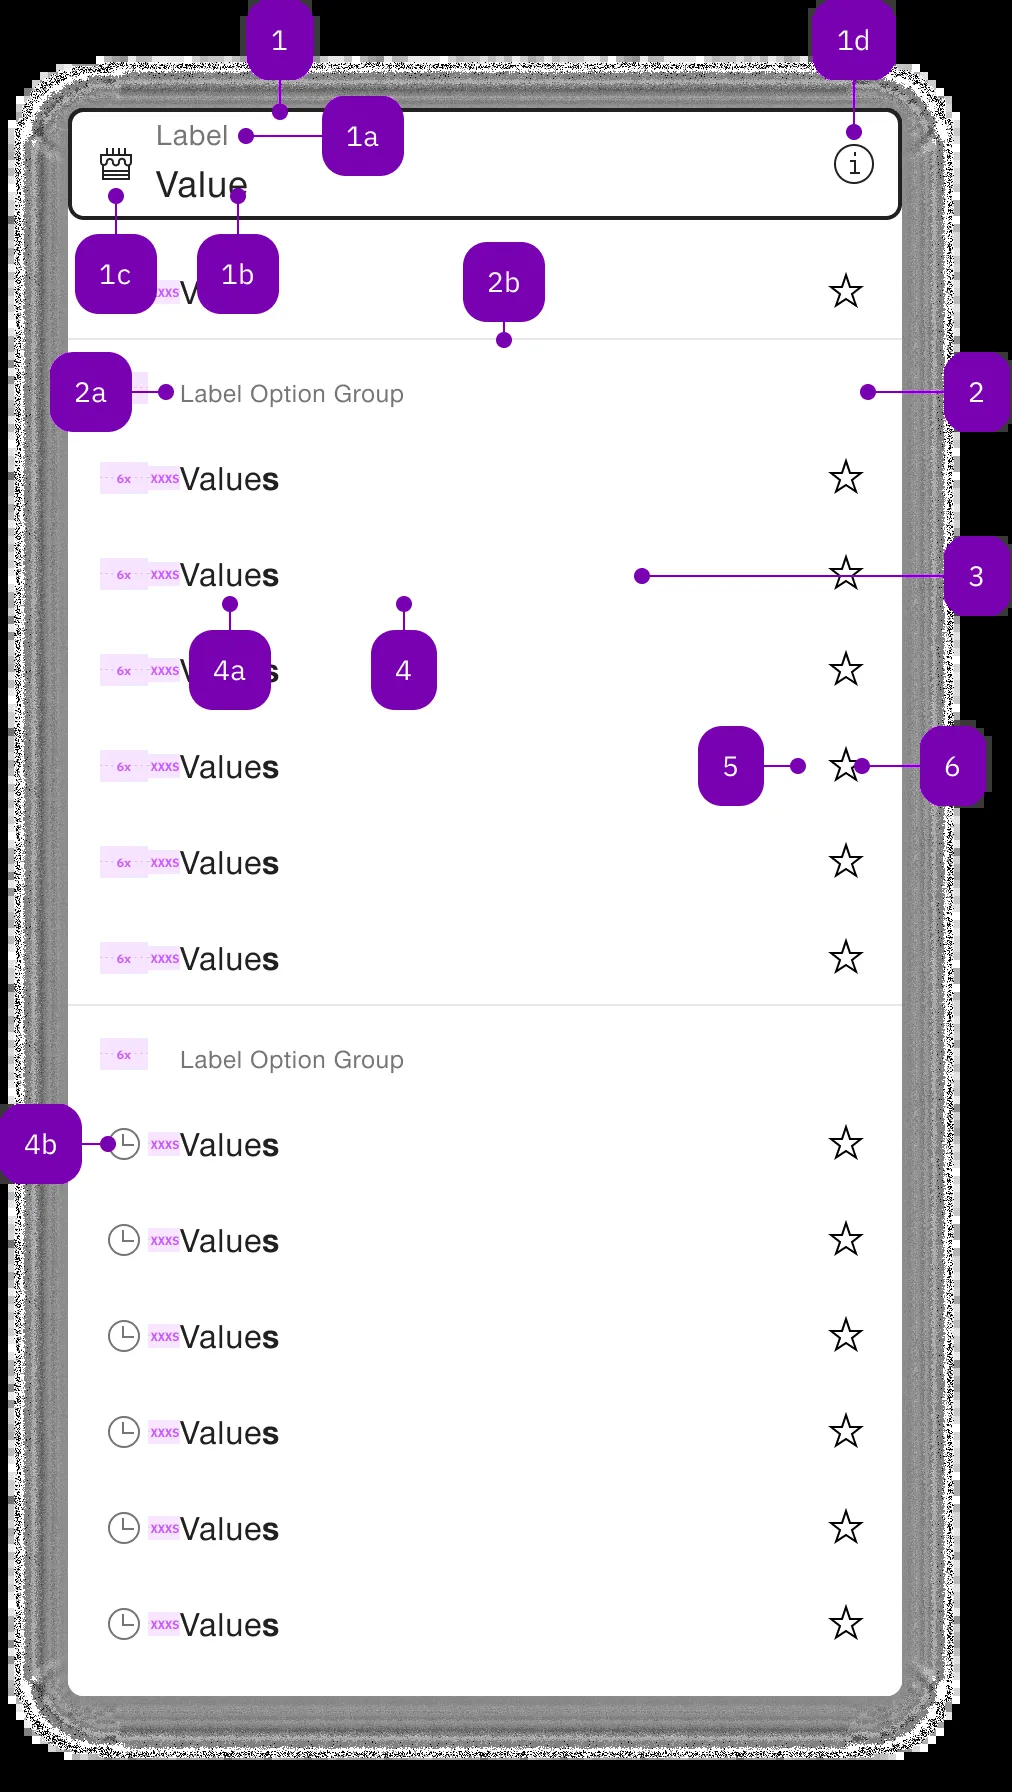 1
1d
Label
1a
Value
1c
1b
2b
2a
Label Option Group
2
6x XXXS Values
6x XXXS Values
3
6x XXXS
4a
4
6x XXXS Values
5
6
6x XXXS Values
6x XXXS Values
6x Label Option Group
4b
XXXS Values
XXXS Values
XXXS Values
XXXS Values
XXXS Values
XXXS Values